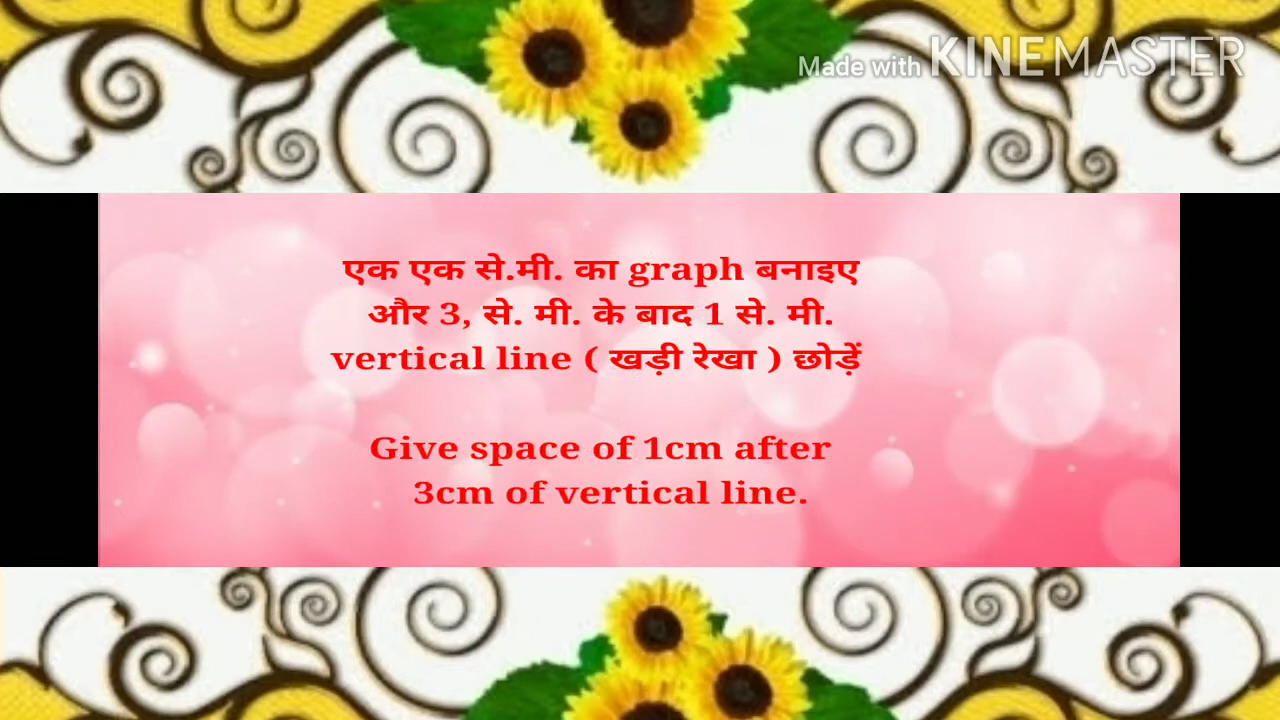 Made with KINEMASTER
एक एक से.मी. का graph बनाइए
और 3, से. मी. के बाद 1 से. मी.
vertical line ( खड़ी रेखा ) छोड़ें
Give space of 1cm after
3cm of vertical line.